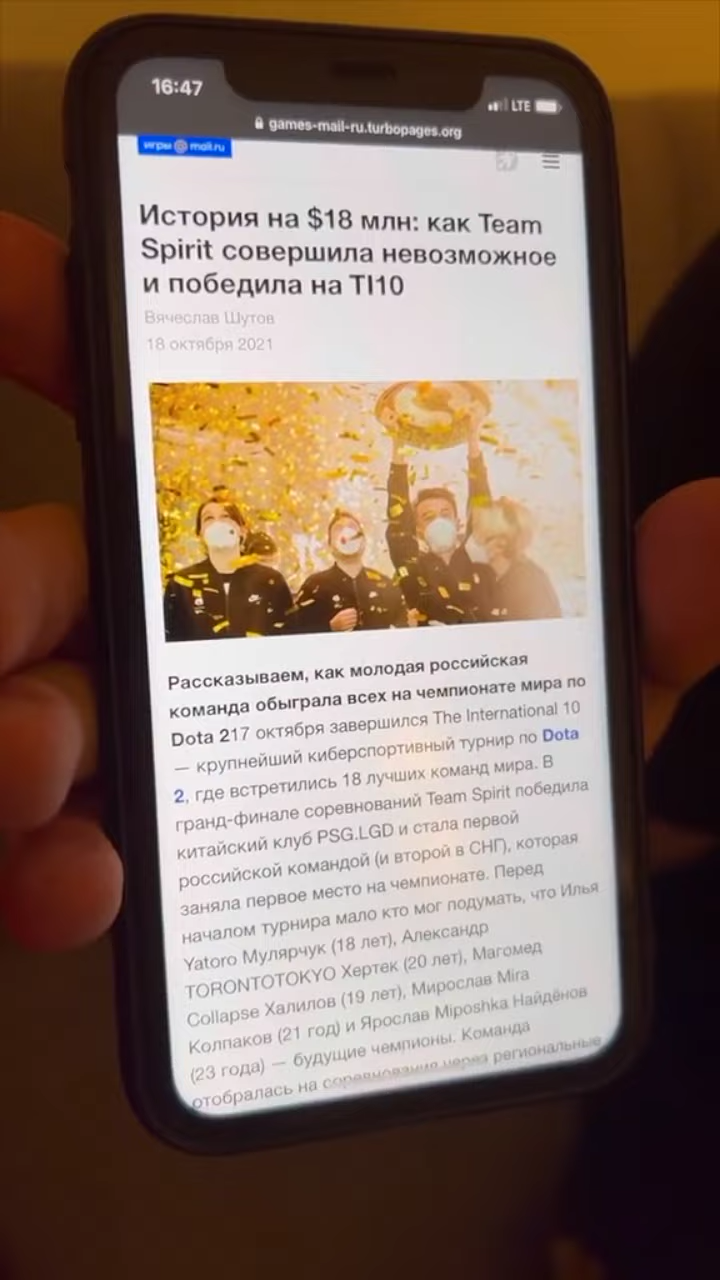 16:47
LTE
games-mail-ru.turbopages.org
игры @ mail.ru
История на $18 млн: как Team
Spirit совершила невозможное
и победила на TI10
Вячеслав Шутов
18 октября 2021
Рассказываем, как молодая российская
команда обыграла всех на чемпионате мира по
Dota 217 октября завершился The International 10
— крупнейший киберспортивный турнир по Dota
2, где встретились 18 лучших команд мира. В
гранд-финале соревнований Team Spirit победила
китайский клуб PSG.LGD и стала первой
российской командой (и второй в СНГ), которая
заняла первое место на чемпионате. Перед
началом турнира мало кто мог подумать, что Илья
Yatoro Мулярчук (18 лет), Александр
TORONTOTOKYO Хертек (20 лет), Магомед
Collapse Халилов (19 лет), Мирослав Mira
Колпаков (21 год) и Ярослав Miposhka Найдёнов
(23 года) — будущие чемпионы. Команда
отобралась на соревнования через региональные